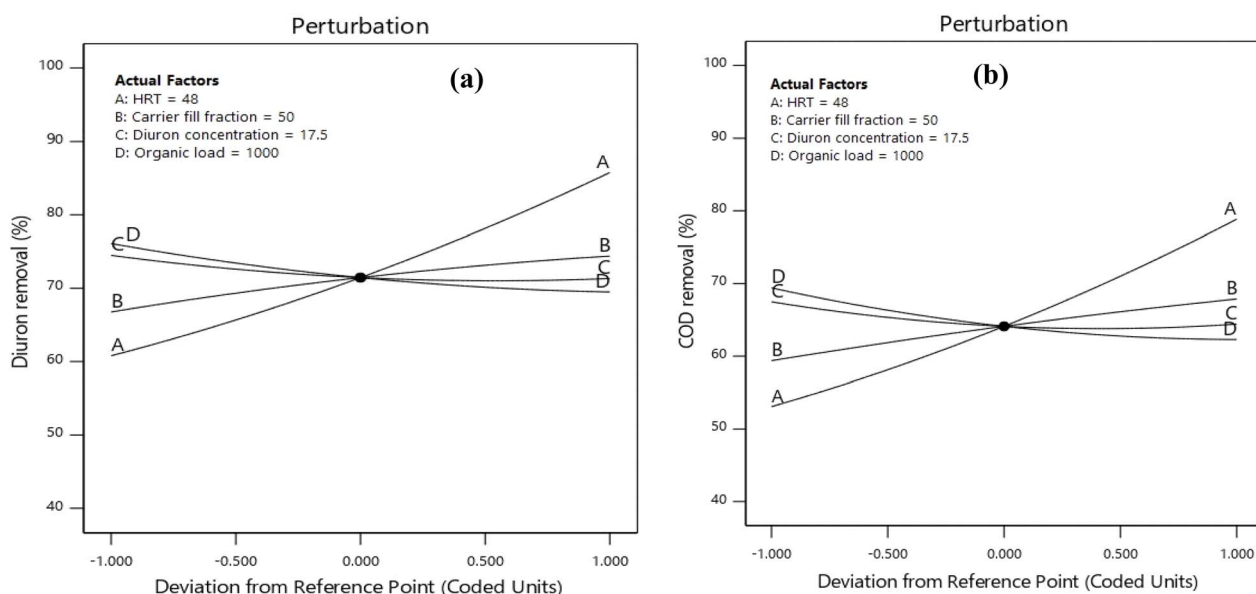 Perturbation
(a)
Actual Factors
A: HRT = 48
B: Carrier fill fraction = 50
C: Diuron concentration = 17.5
D: Organic load = 1000
Diuron removal (%)
100
90
80
70
60
50
40
D
C
B
A
A
B
C
D
-1.000
-0.500
0.000
0.500
1.000
Deviation from Reference Point (Coded Units)
Perturbation
(b)
Actual Factors
A: HRT = 48
B: Carrier fill fraction = 50
C: Diuron concentration = 17.5
D: Organic load = 1000
COD removal (%)
100
90
80
70
60
50
40
D
C
B
A
A
B
C
D
-1.000
-0.500
0.000
0.500
1.000
Deviation from Reference Point (Coded Units)